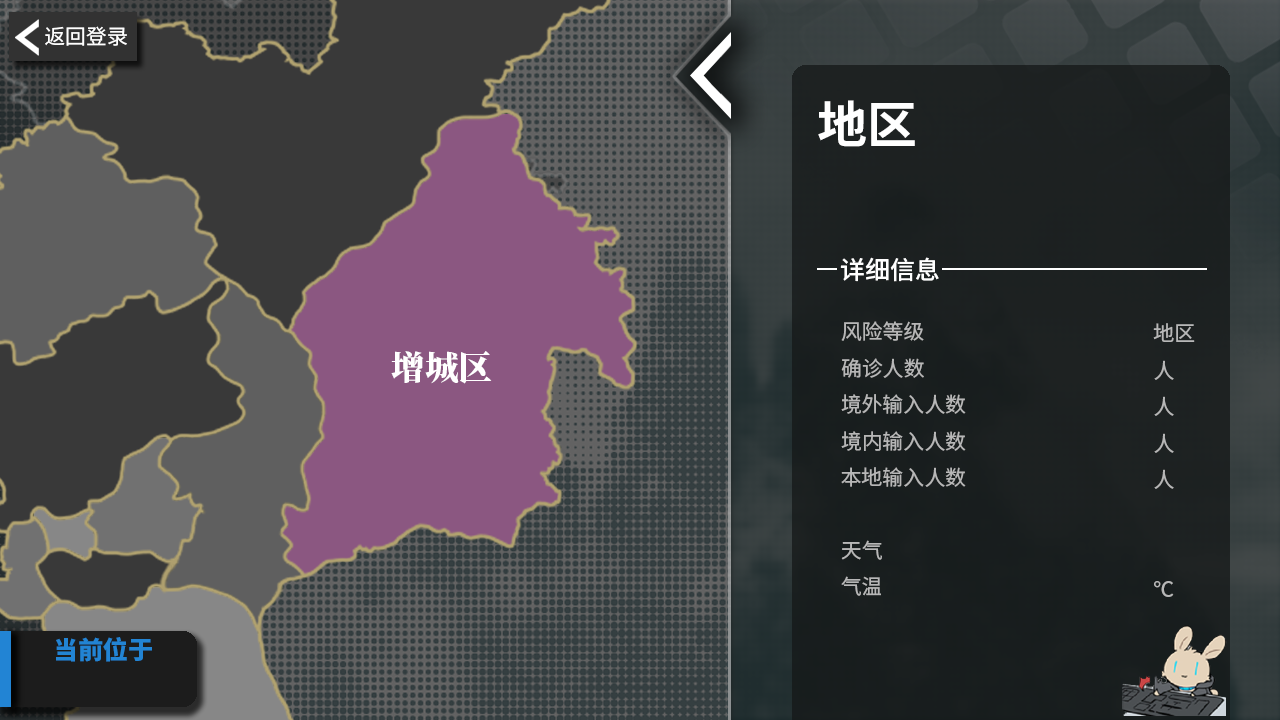 返回登录
地区
详细信息
风险等级 地区
确诊人数 人
境外输入人数 人
境内输入人数 人
本地输入人数 人
增城区
天气
气温 ℃
当前位于